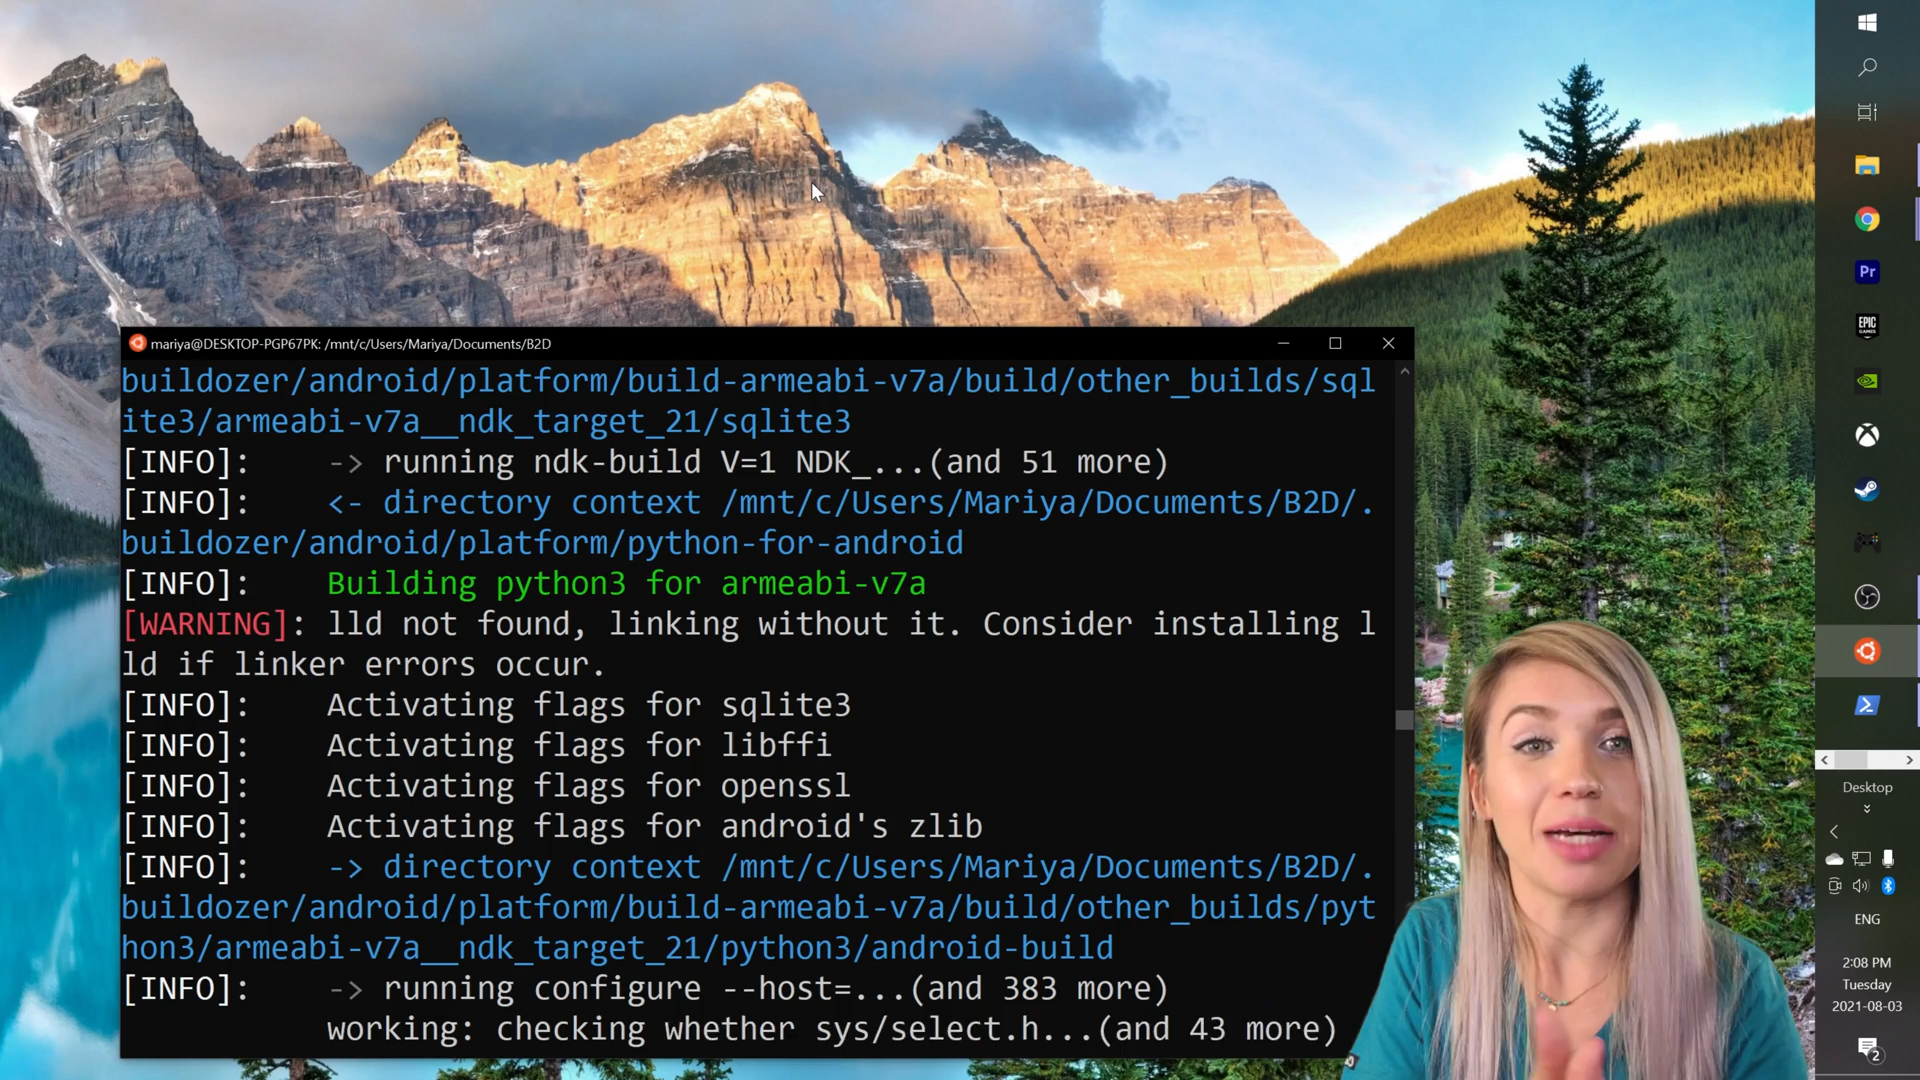 mariya@DESKTOP-PGP67PK: /mnt/c/Users/Mariya/Documents/B2D
buildozer/android/platform/build-armeabi-v7a/build/other_builds/sql
ite3/armeabi-v7a__ndk_target_21/sqlite3
[INFO]:    -> running ndk-build V=1 NDK_...(and 51 more)
[INFO]:    <- directory context /mnt/c/Users/Mariya/Documents/B2D/.
buildozer/android/platform/python-for-android
[INFO]:    Building python3 for armeabi-v7a
[WARNING]: lld not found, linking without it. Consider installing l
ld if linker errors occur.
[INFO]:    Activating flags for sqlite3
[INFO]:    Activating flags for libffi
[INFO]:    Activating flags for openssl
[INFO]:    Activating flags for android's zlib
[INFO]:    -> directory context /mnt/c/Users/Mariya/Documents/B2D/.
buildozer/android/platform/build-armeabi-v7a/build/other_builds/pyt
hon3/armeabi-v7a__ndk_target_21/python3/android-build
[INFO]:    -> running configure --host=...(and 383 more)
           working: checking whether sys/select.h...(and 43 more)
Pr
EPIC
GAMES
Desktop
ENG
2:08 PM
Tuesday
2021-08-03
2